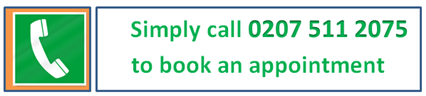 Simply call 0207 511 2075
to book an appointment